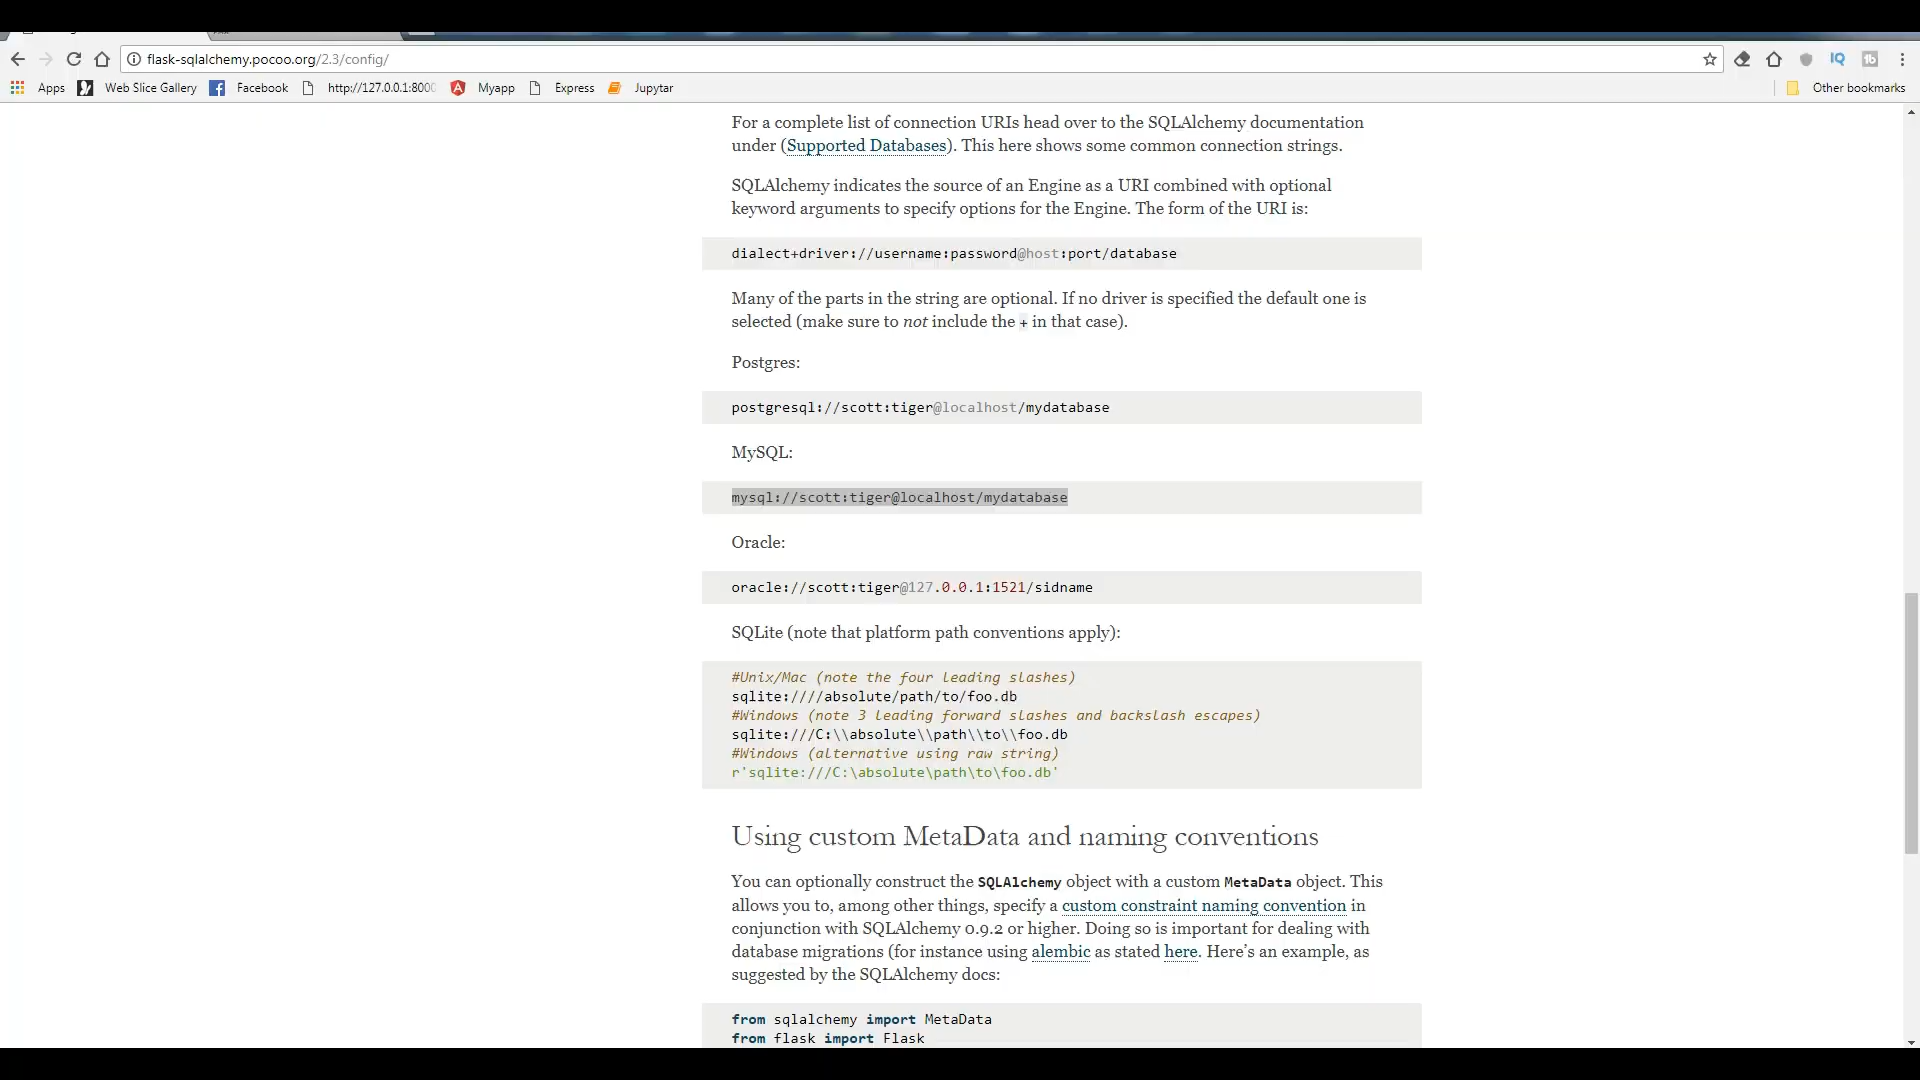 flask-sqlalchemy.pocoo.org/2.3/config/
Apps Web Slice Gallery Facebook http://127.0.0.1:8000 Myapp Express Jupytar Other bookmarks
For a complete list of connection URIs head over to the SQLAlchemy documentation
under (Supported Databases). This here shows some common connection strings.
SQLAlchemy indicates the source of an Engine as a URI combined with optional
keyword arguments to specify options for the Engine. The form of the URI is:
dialect+driver://username:password@host:port/database
Many of the parts in the string are optional. If no driver is specified the default one is
selected (make sure to not include the + in that case).
Postgres:
postgresql://scott:tiger@localhost/mydatabase
MySQL:
mysql://scott:tiger@localhost/mydatabase
Oracle:
oracle://scott:tiger@127.0.0.1:1521/sidname
SQLite (note that platform path conventions apply):
#Unix/Mac (note the four leading slashes)
sqlite:////absolute/path/to/foo.db
#Windows (note 3 leading forward slashes and backslash escapes)
sqlite:///C:\\absolute\\path\\to\\foo.db
#Windows (alternative using raw string)
r'sqlite:///C:\absolute\path\to\foo.db'
Using custom MetaData and naming conventions
You can optionally construct the SQLAlchemy object with a custom MetaData object. This
allows you to, among other things, specify a custom constraint naming convention in
conjunction with SQLAlchemy 0.9.2 or higher. Doing so is important for dealing with
database migrations (for instance using alembic as stated here. Here’s an example, as
suggested by the SQLAlchemy docs:
from sqlalchemy import MetaData
from flask import Flask